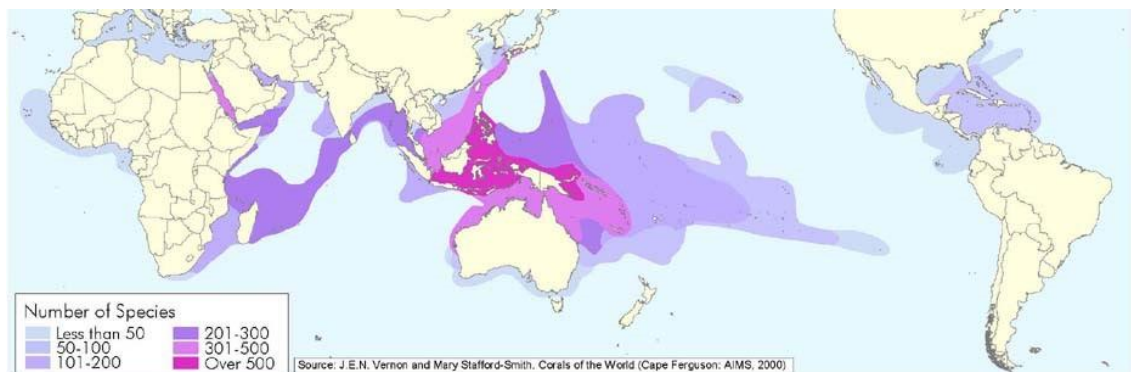 Number of Species
Less than 50
50-100
101-200
201-300
301-500
Over 500
Source: J.E.N. Vernon and Mary Stafford-Smith. Corals of the World (Cape Ferguson: AIMS, 2000)